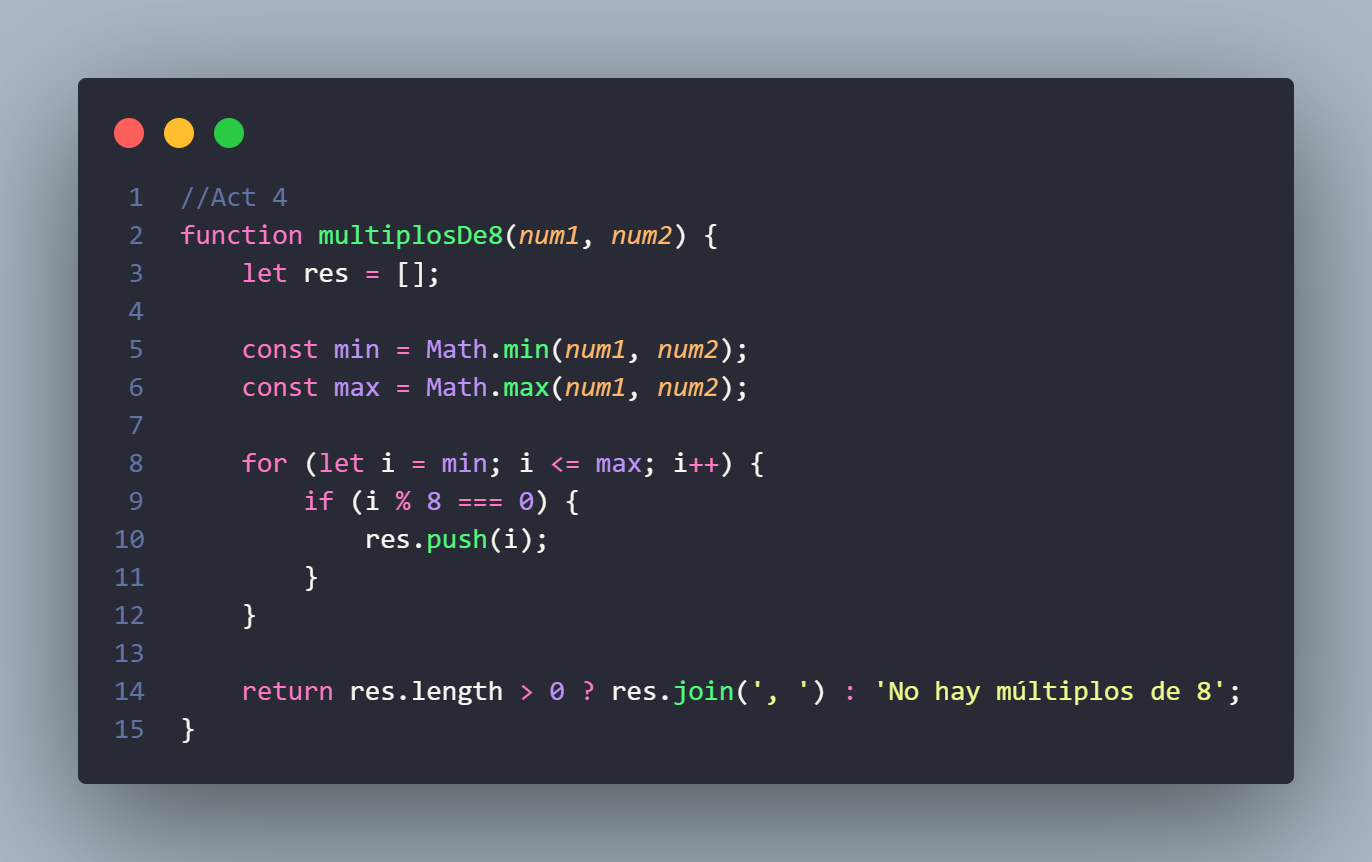 1 //Act 4
2 function multiplosDe8(num1, num2) {
3     let res = [];
4
5     const min = Math.min(num1, num2);
6     const max = Math.max(num1, num2);
7
8     for (let i = min; i <= max; i++) {
9         if (i % 8 === 0) {
10             res.push(i);
11         }
12     }
13
14     return res.length > 0 ? res.join(', ') : 'No hay múltiplos de 8';
15 }